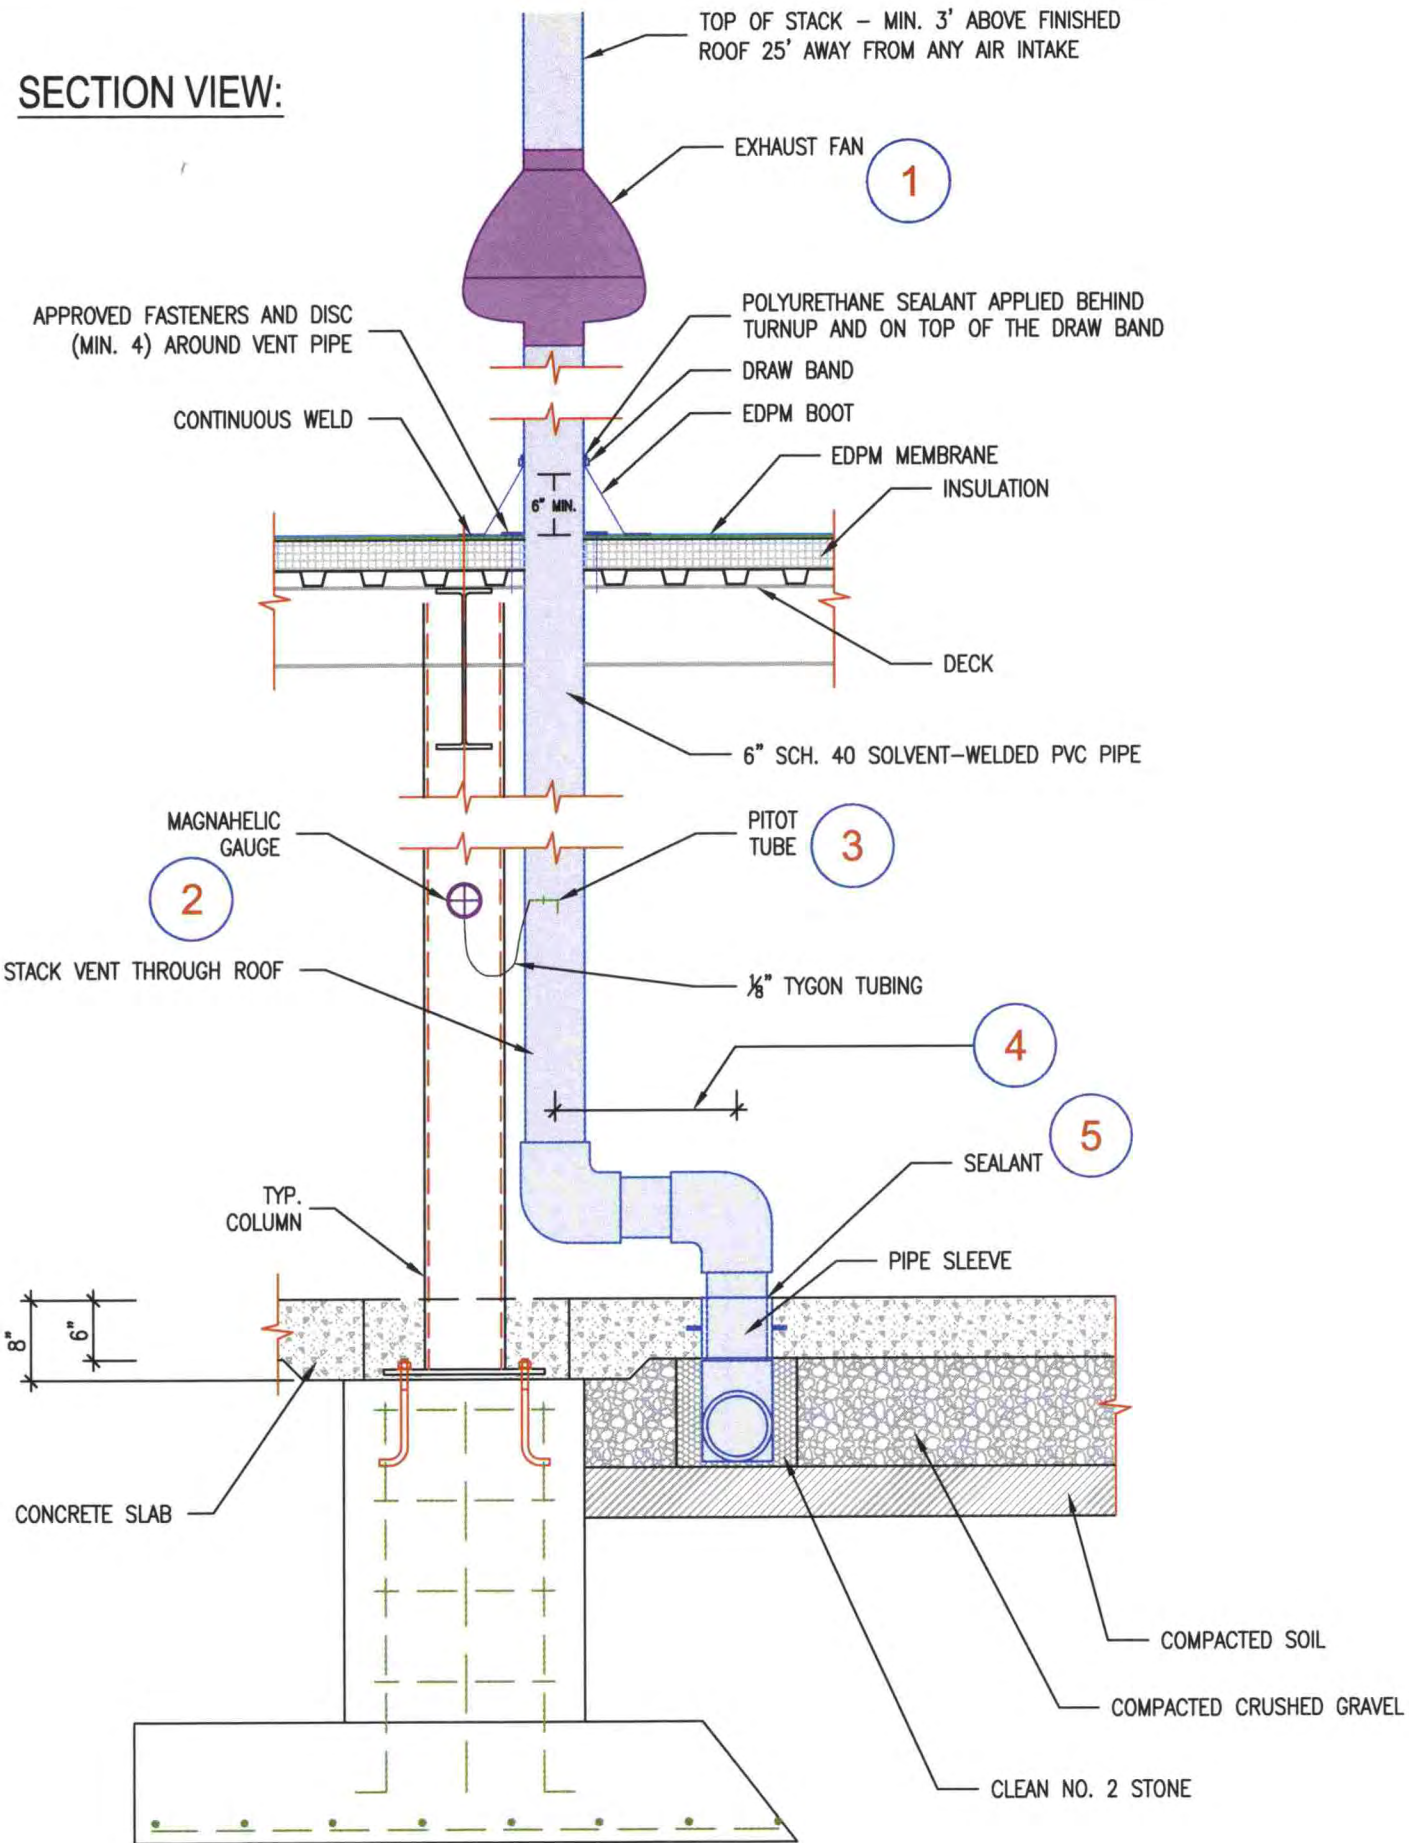 TOP OF STACK – MIN. 3' ABOVE FINISHED
ROOF 25' AWAY FROM ANY AIR INTAKE
SECTION VIEW:
EXHAUST FAN
1
APPROVED FASTENERS AND DISC
(MIN. 4) AROUND VENT PIPE
POLYURETHANE SEALANT APPLIED BEHIND
TURNUP AND ON TOP OF THE DRAW BAND
DRAW BAND
CONTINUOUS WELD
EDPM BOOT
EDPM MEMBRANE
INSULATION
6" MIN.
DECK
6" SCH. 40 SOLVENT–WELDED PVC PIPE
MAGNAHELIC
GAUGE
2
PITOT
TUBE
3
STACK VENT THROUGH ROOF
⅛" TYGON TUBING
4
5
SEALANT
TYP.
COLUMN
PIPE SLEEVE
8"
6"
CONCRETE SLAB
COMPACTED SOIL
COMPACTED CRUSHED GRAVEL
CLEAN NO. 2 STONE